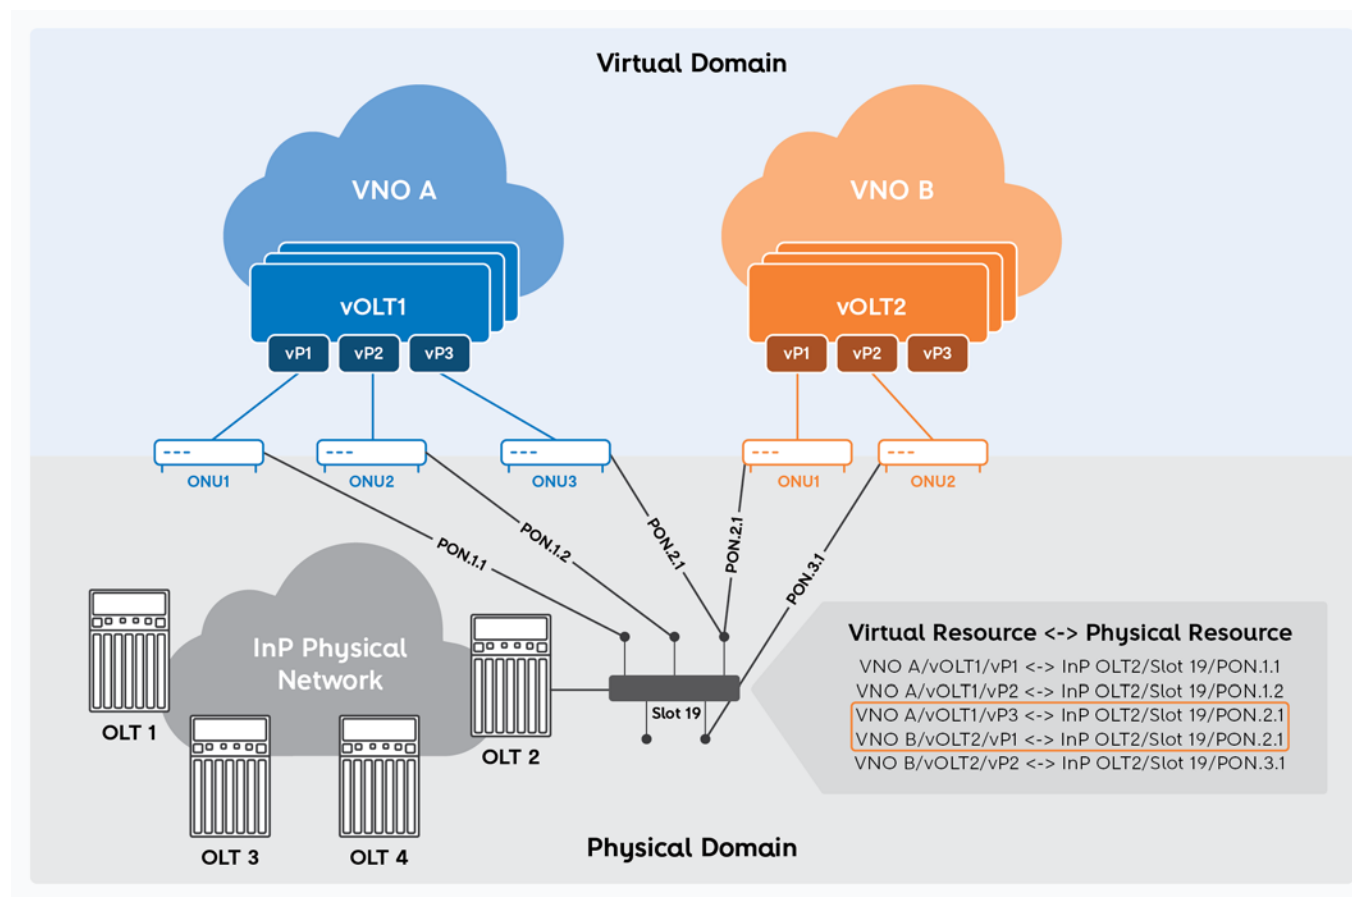 Virtual Domain
VNO A
VNO B
vOLT1
vOLT2
vP1
vP2
vP3
vP1
vP2
vP3
ONU1
ONU2
ONU3
ONU1
ONU2
PON.1.1
PON.1.2
PON.2.1
PON.2.1
PON.3.1
InP Physical
Network
OLT 1
OLT 2
OLT 3
OLT 4
Slot 19
Virtual Resource <-> Physical Resource
VNO A/vOLT1/vP1 <-> InP OLT2/Slot 19/PON.1.1
VNO A/vOLT1/vP2 <-> InP OLT2/Slot 19/PON.1.2
VNO A/vOLT1/vP3 <-> InP OLT2/Slot 19/PON.2.1
VNO B/vOLT2/vP1 <-> InP OLT2/Slot 19/PON.2.1
VNO B/vOLT2/vP2 <-> InP OLT2/Slot 19/PON.3.1
Physical Domain